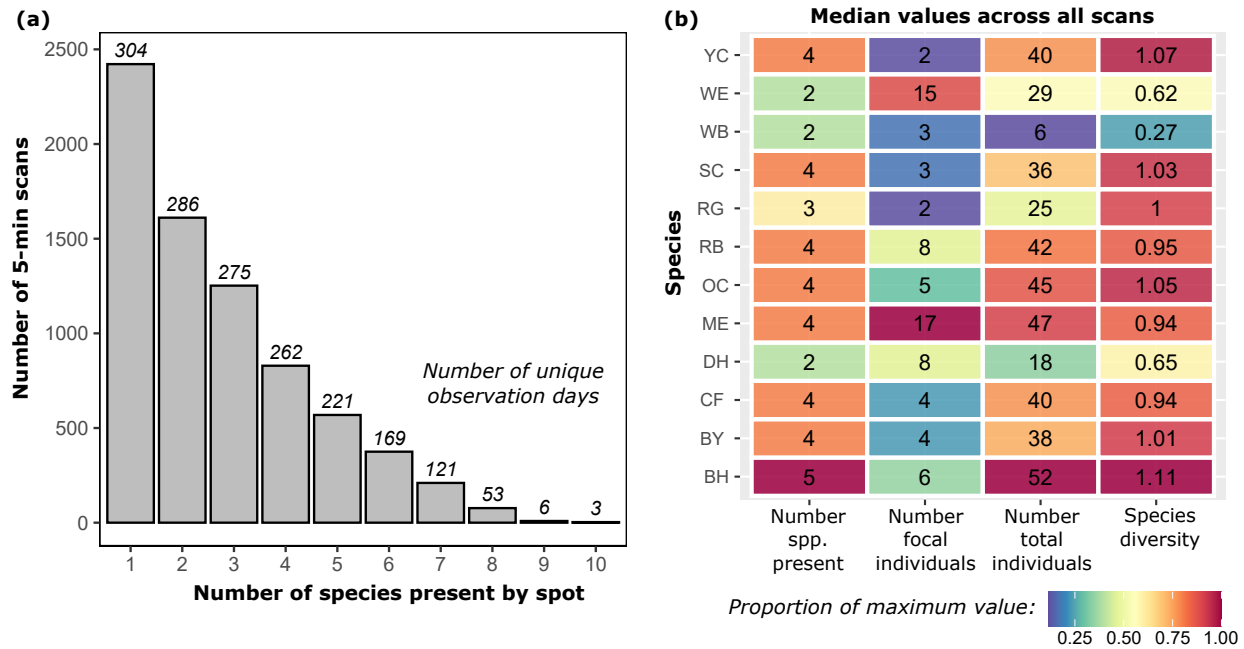 (a)
Number of 5-min scans
2500
2000
1500
1000
500
0
304
286
275
262
221
169
121
53
6
3
Number of unique
observation days
1 2 3 4 5 6 7 8 9 10
Number of species present by spot
(b)
Median values across all scans
Species
YC 4 2 40 1.07
WE 2 15 29 0.62
WB 2 3 6 0.27
SC 4 3 36 1.03
RG 3 2 25 1
RB 4 8 42 0.95
OC 4 5 45 1.05
ME 4 17 47 0.94
DH 2 8 18 0.65
CF 4 4 40 0.94
BY 4 4 38 1.01
BH 5 6 52 1.11
Number
spp.
present
Number
focal
individuals
Number
total
individuals
Species
diversity
Proportion of maximum value:
0.25 0.50 0.75 1.00